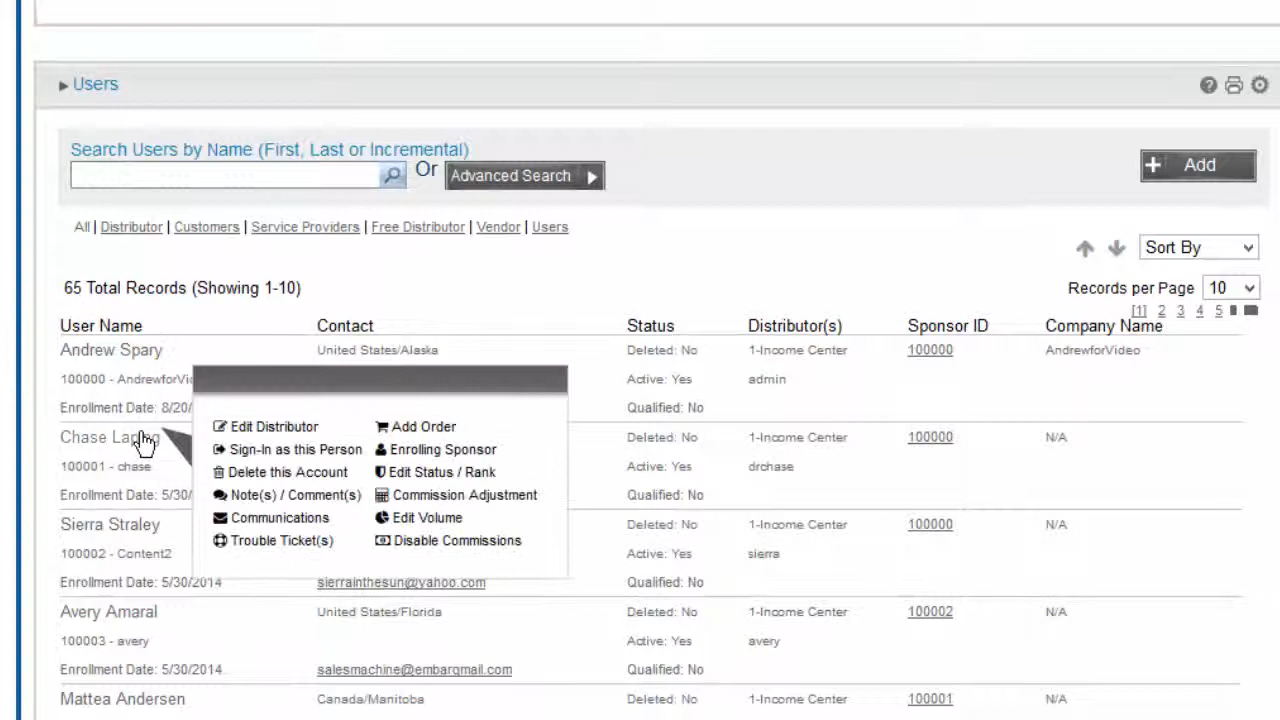 Users
Search Users by Name (First, Last or Incremental)
Or Advanced Search
Add
All | Distributor | Customers | Service Providers | Free Distributor | Vendor | Users
Sort By
65 Total Records (Showing 1-10)
Records per Page 10
[1] 2 3 4 5
User Name Contact Status Distributor(s) Sponsor ID Company Name
Andrew Spary United States/Alaska Deleted: No 1-Income Center 100000 AndrewforVideo
100000 - AndrewforVi Active: Yes admin
Enrollment Date: 8/20/ Qualified: No
Edit Distributor Add Order
Chase Deleted: No 1-Income Center 100000 N/A
Sign-In as this Person Enrolling Sponsor
100001 - chase Active: Yes drchase
Delete this Account Edit Status / Rank
Enrollment Date: 5/30/ Qualified: No
Note(s) / Comment(s) Commission Adjustment
Communications Edit Volume
Sierra Straley Deleted: No 1-Income Center 100000 N/A
Trouble Ticket(s) Disable Commissions
100002 - Content2 Active: Yes sierra
Enrollment Date: 5/30/2014 sierrainthesun@yahoo.com Qualified: No
Avery Amaral United States/Florida Deleted: No 1-Income Center 100002 N/A
100003 - avery Active: Yes avery
Enrollment Date: 5/30/2014 salesmachine@embarqmail.com Qualified: No
Mattea Andersen Canada/Manitoba Deleted: No 1-Income Center 100001 N/A